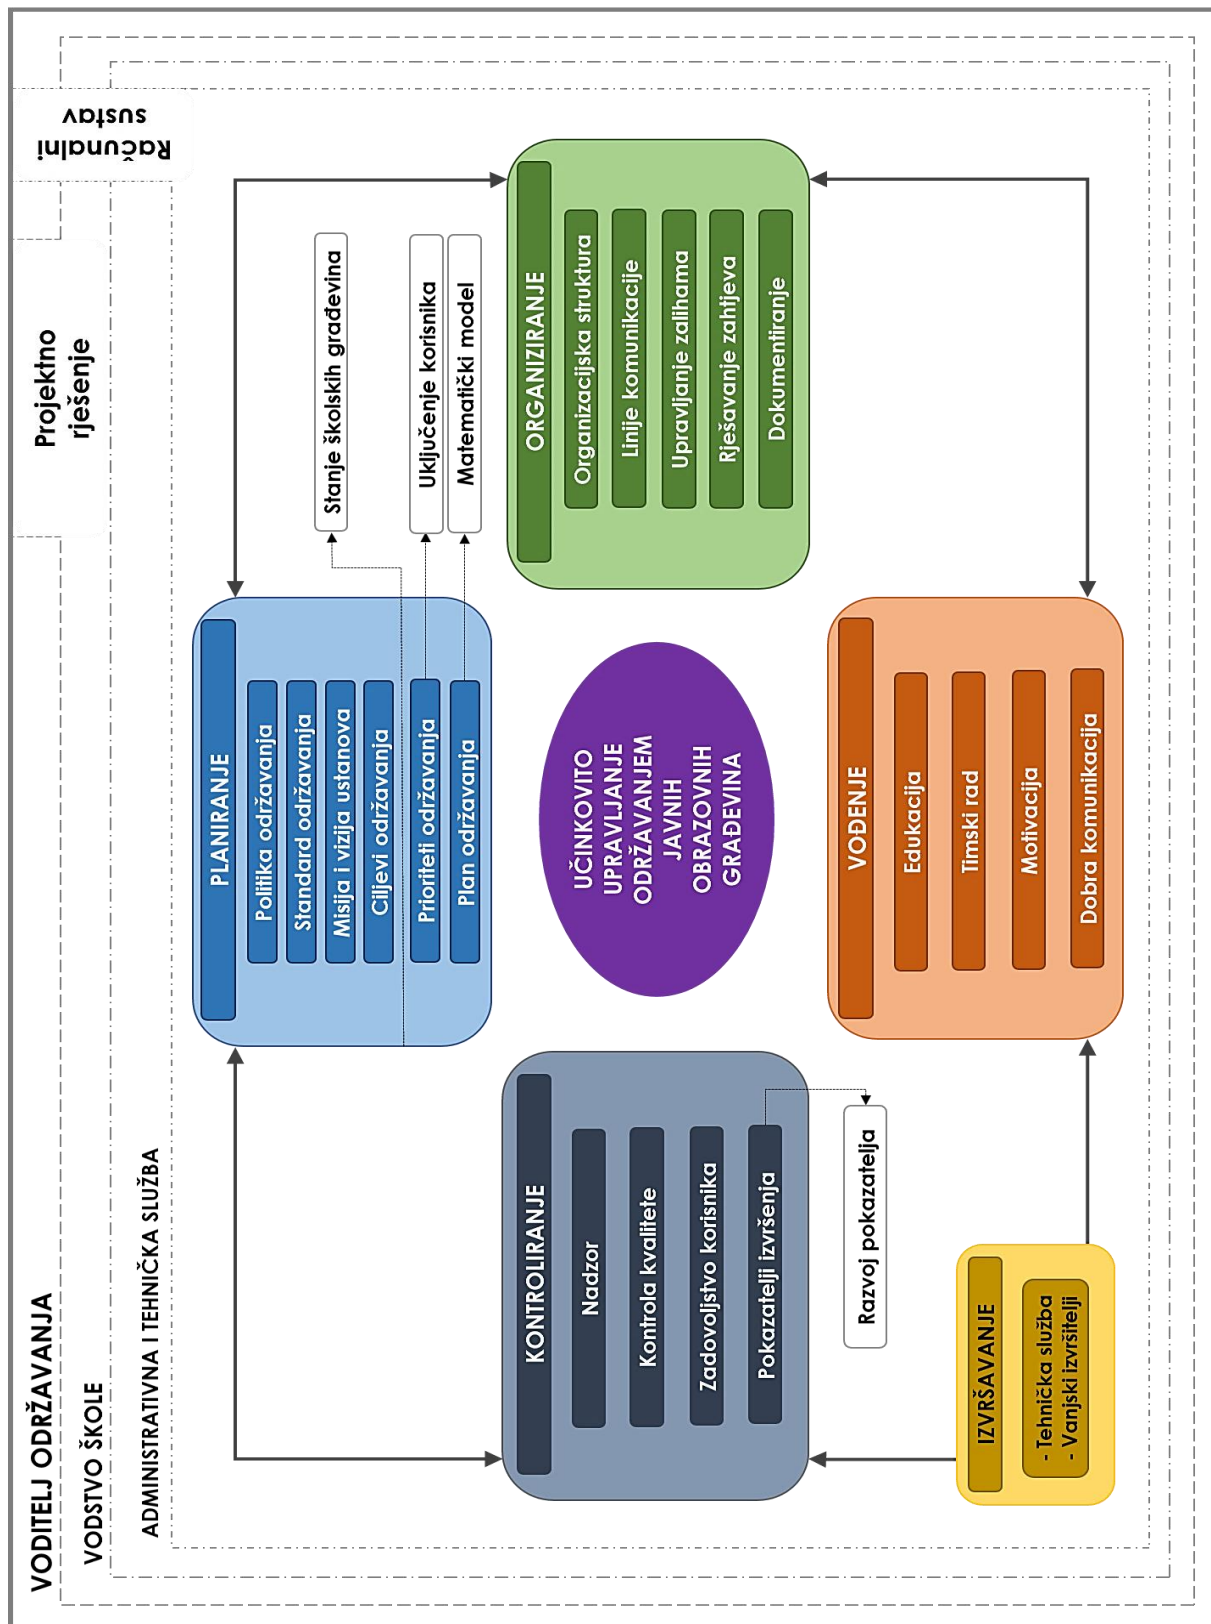 VODITELJ ODRŽAVANJA
VODSTVO ŠKOLE
ADMINISTRATIVNA I TEHNIČKA SLUŽBA
Projektno
rješenje
Računalni
sustav
PLANIRANJE
Politika održavanja
Standard održavanja
Misija i vizija ustanova
Ciljevi održavanja
Prioriteti održavanja
Plan održavanja
Stanje školskih građevina
Uključenje korisnika
Matematički model
KONTROLIRANJE
Nadzor
Kontrola kvalitete
Zadovoljstvo korisnika
Pokazatelji izvršenja
Razvoj pokazatelja
UČINKOVITO
UPRAVLJANJE
ODRŽAVANJEM
JAVNIH
OBRAZOVNIH
GRAĐEVINA
ORGANIZIRANJE
Organizacijska struktura
Linije komunikacije
Upravljanje zalihama
Rješavanje zahtjeva
Dokumentiranje
IZVRŠAVANJE
- Tehnička služba
- Vanjski izvršitelji
VOĐENJE
Edukacija
Timski rad
Motivacija
Dobra komunikacija